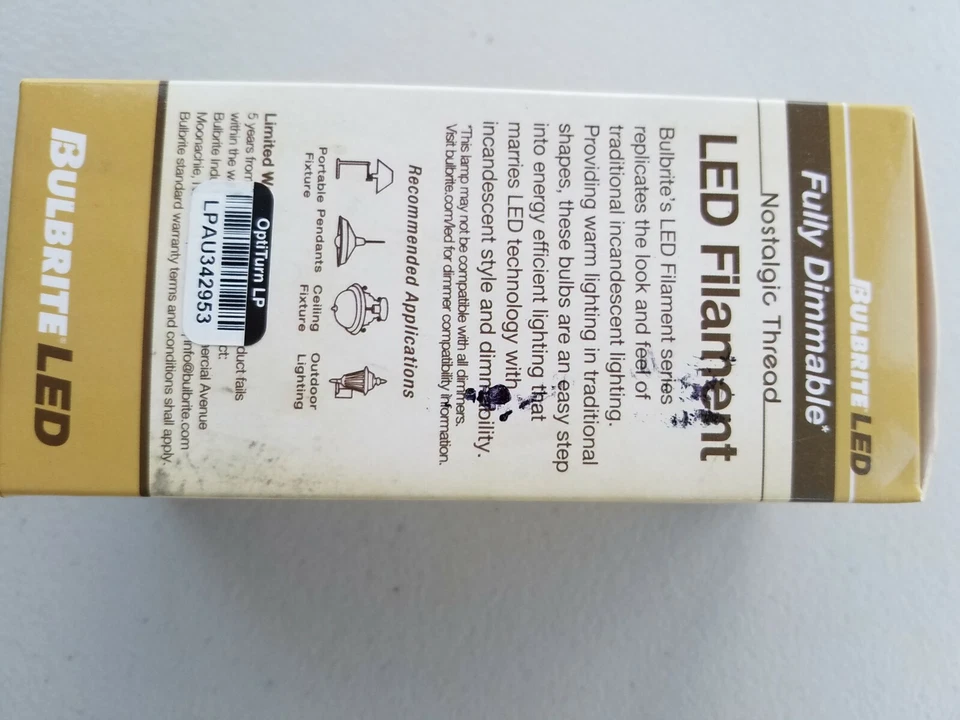 BULBRITE LED
Fully Dimmable*
Nostalgic Thread
LED Filament
Bulbrite's LED Filament series
replicates the look and feel of
traditional incandescent lighting.
Providing warm lighting in traditional
shapes, these bulbs are an easy step
into energy efficient lighting that
marries LED technology with
incandescent style and dimmability.
*This lamp may not be compatible with all dimmers.
Visit bulbrite.com/led for dimmer compatibility information.
Recommended Applications
Portable Fixture
Pendants
Ceiling Fixture
Outdoor Lighting
Limited W
5 years from
within the w duct fails
Bulbrite Ind ct:
Moonachie, ercial Avenue
info@bulbrite.com
Bulbrite standard warranty terms and conditions shall apply.
OptiTurn LP
LPAU342953
BULBRITE LED